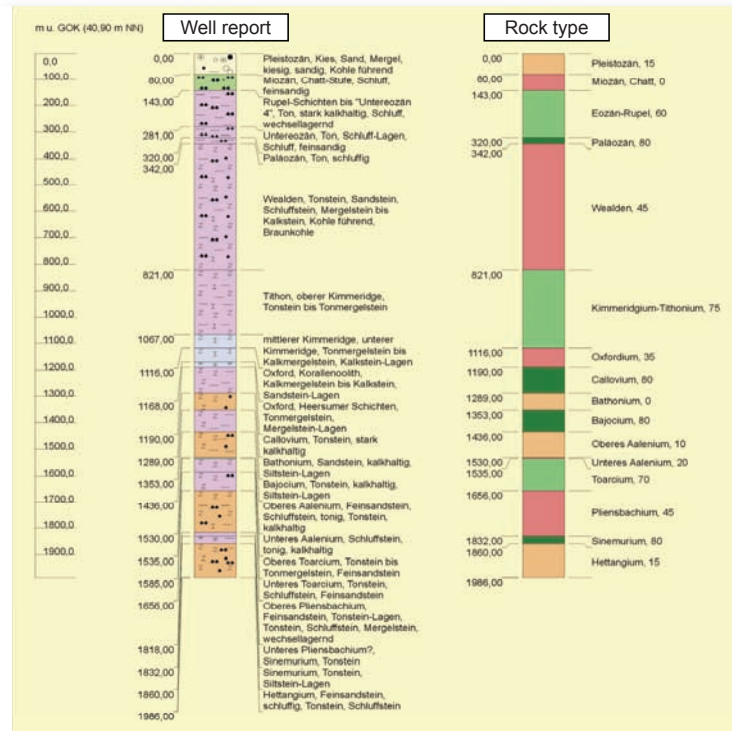 m u. GOK (40,90 m NN)
Well report
Rock type
0,0
100,0
200,0
300,0
400,0
500,0
600,0
700,0
800,0
900,0
1000,0
1100,0
1200,0
1300,0
1400,0
1500,0
1600,0
1700,0
1800,0
1900,0
0,00
80,00
143,00
281,00
320,00
342,00
821,00
1067,00
1116,00
1168,00
1190,00
1289,00
1353,00
1436,00
1530,00
1535,00
1585,00
1656,00
1818,00
1832,00
1860,00
1986,00
Pleistozän, Kies, Sand, Mergel,
kiesig, sandig, Kohle führend
Miozän, Chatt-Stufe, Schluff,
feinsandig
Rupel-Schichten bis "Untereozän
4", Ton, stark kalkhaltig, Schluff,
wechsellagernd
Untereozän, Ton, Schluff-Lagen,
Schluff, feinsandig
Paläozän, Ton, schluffig
Wealden, Tonstein, Sandstein,
Schluffstein, Mergelstein bis
Kalkstein, Kohle führend,
Braunkohle
Tithon, oberer Kimmeridge,
Tonstein bis Tonmergelstein
mittlerer Kimmeridge, unterer
Kimmeridge, Tonmergelstein bis
Kalkmergelstein, Kalkstein-Lagen
Oxford, Korallenoolith,
Kalkmergelstein bis Kalkstein,
Sandstein-Lagen
Oxford, Heersumer Schichten,
Tonmergelstein,
Mergelstein-Lagen
Callovium, Tonstein, stark
kalkhaltig
Bathonium, Sandstein, kalkhaltig,
Siltstein-Lagen
Bajocium, Tonstein, kalkhaltig,
Siltstein-Lagen
Oberes Aalenium, Feinsandstein,
Schluffstein, tonig, Tonstein,
kalkhaltig
Unteres Aalenium, Schluffstein,
tonig, kalkhaltig
Oberes Toarcium, Tonstein bis
Tonmergelstein, Feinsandstein
Unteres Toarcium, Tonstein,
Schluffstein, Feinsandstein
Oberes Pliensbachium,
Feinsandstein, Tonstein-Lagen,
Tonstein, Schluffstein, Mergelstein,
wechsellagernd
Unteres Pliensbachium?,
Sinemurium, Tonstein
Sinemurium, Tonstein,
Siltstein-Lagen
Hettangium, Feinsandstein,
schluffig, Tonstein, Schluffstein
0,00
80,00
143,00
320,00
342,00
821,00
1116,00
1190,00
1289,00
1353,00
1436,00
1530,00
1535,00
1656,00
1832,00
1860,00
1986,00
Pleistozän, 15
Miozän, Chatt, 0
Eozän-Rupel, 60
Paläozän, 80
Wealden, 45
Kimmeridgium-Tithonium, 75
Oxfordium, 35
Callovium, 80
Bathonium, 0
Bajocium, 80
Oberes Aalenium, 10
Unteres Aalenium, 20
Toarcium, 70
Pliensbachium, 45
Sinemurium, 80
Hettangium, 15